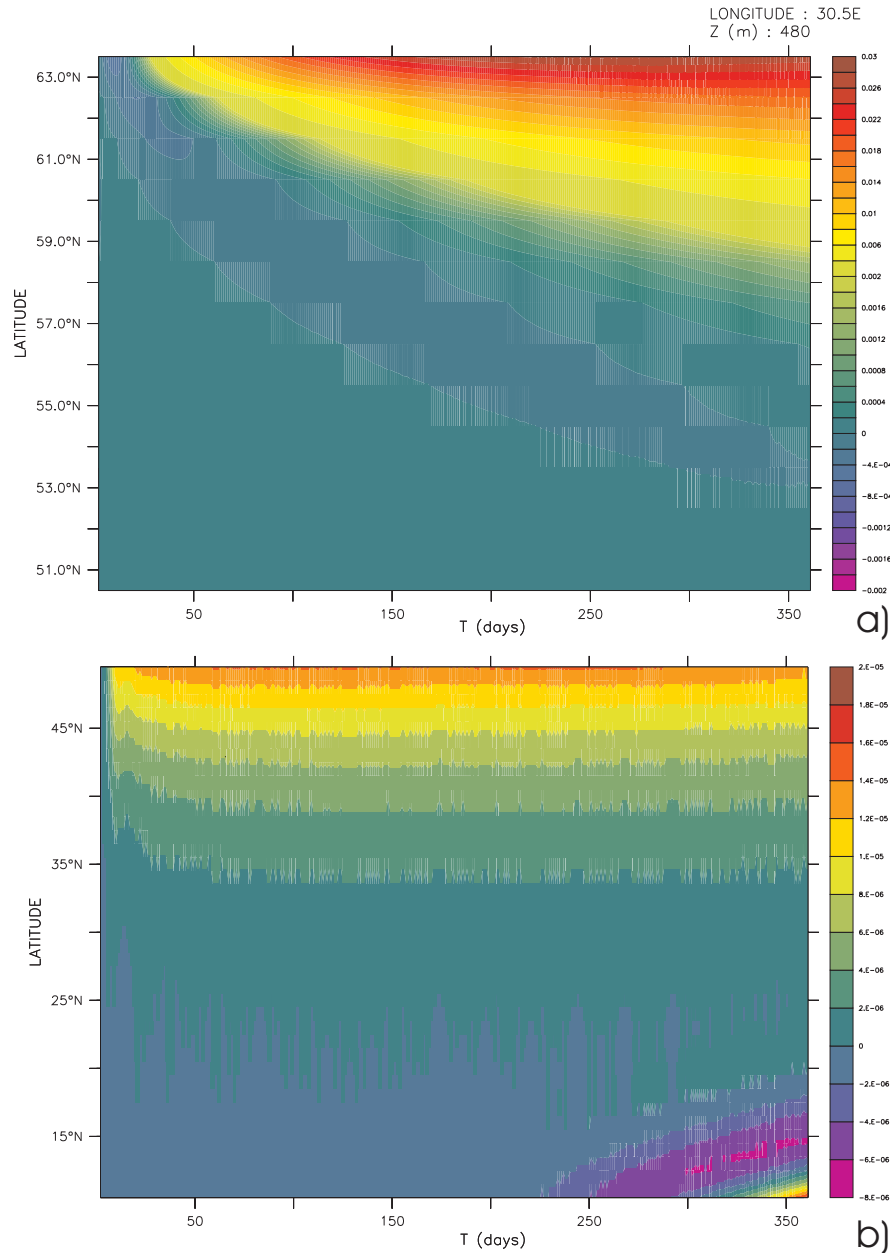 LONGITUDE : 30.5E
Z (m) : 480
63.0°N
61.0°N
59.0°N
57.0°N
55.0°N
53.0°N
51.0°N
LATITUDE
50
150
250
350
T (days)
0.03
0.026
0.022
0.018
0.014
0.01
0.006
0.002
0.0016
0.0012
0.0008
0.0004
0
-4.E-04
-8.E-04
-0.0012
-0.0016
-0.002
a)
45°N
35°N
25°N
15°N
LATITUDE
50
150
250
350
T (days)
2.E-05
1.8E-05
1.6E-05
1.4E-05
1.2E-05
1.E-05
8.E-06
6.E-06
4.E-06
2.E-06
0
-2.E-06
-4.E-06
-6.E-06
-8.E-06
b)